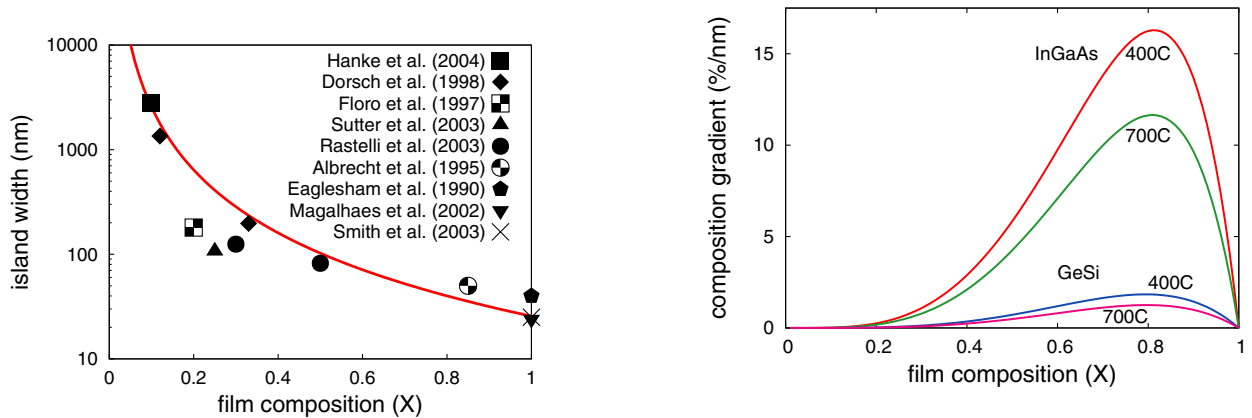 10000
1000
100
10
0
0.2
0.4
0.6
0.8
1
island width (nm)
film composition (X)
Hanke et al. (2004)
Dorsch et al. (1998)
Floro et al. (1997)
Sutter et al. (2003)
Rastelli et al. (2003)
Albrecht et al. (1995)
Eaglesham et al. (1990)
Magalhaes et al. (2002)
Smith et al. (2003)
15
10
5
0
0
0.2
0.4
0.6
0.8
1
composition gradient (%/nm)
film composition (X)
InGaAs
400C
700C
GeSi
400C
700C